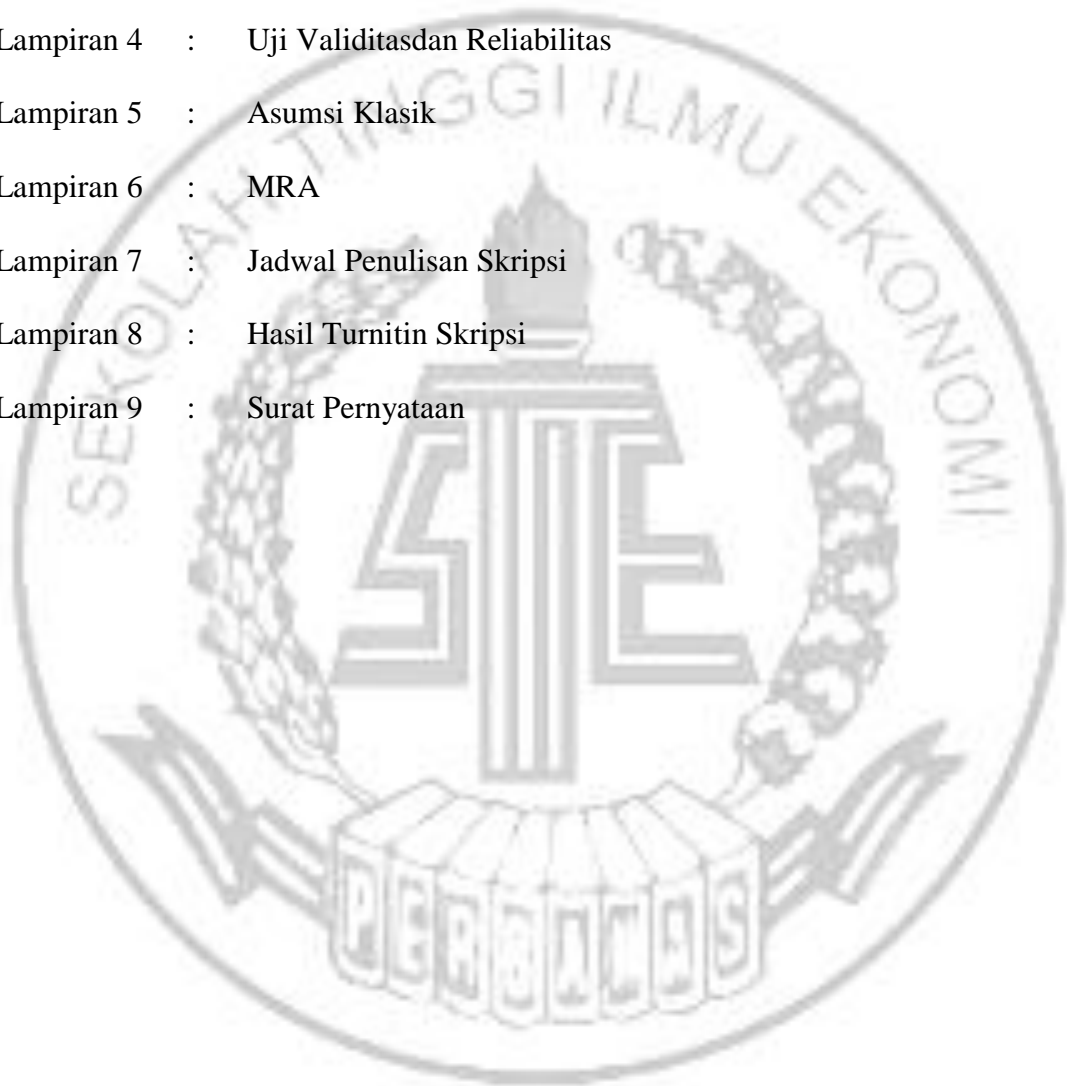 Lampiran 4 : Uji Validitasdan Reliabilitas
Lampiran 5 : Asumsi Klasik
Lampiran 6 : MRA
Lampiran 7 : Jadwal Penulisan Skripsi
Lampiran 8 : Hasil Turnitin Skripsi
Lampiran 9 : Surat Pernyataan
SEKOLAH TINGGI ILMU EKONOMI
STIE
PERBANAS